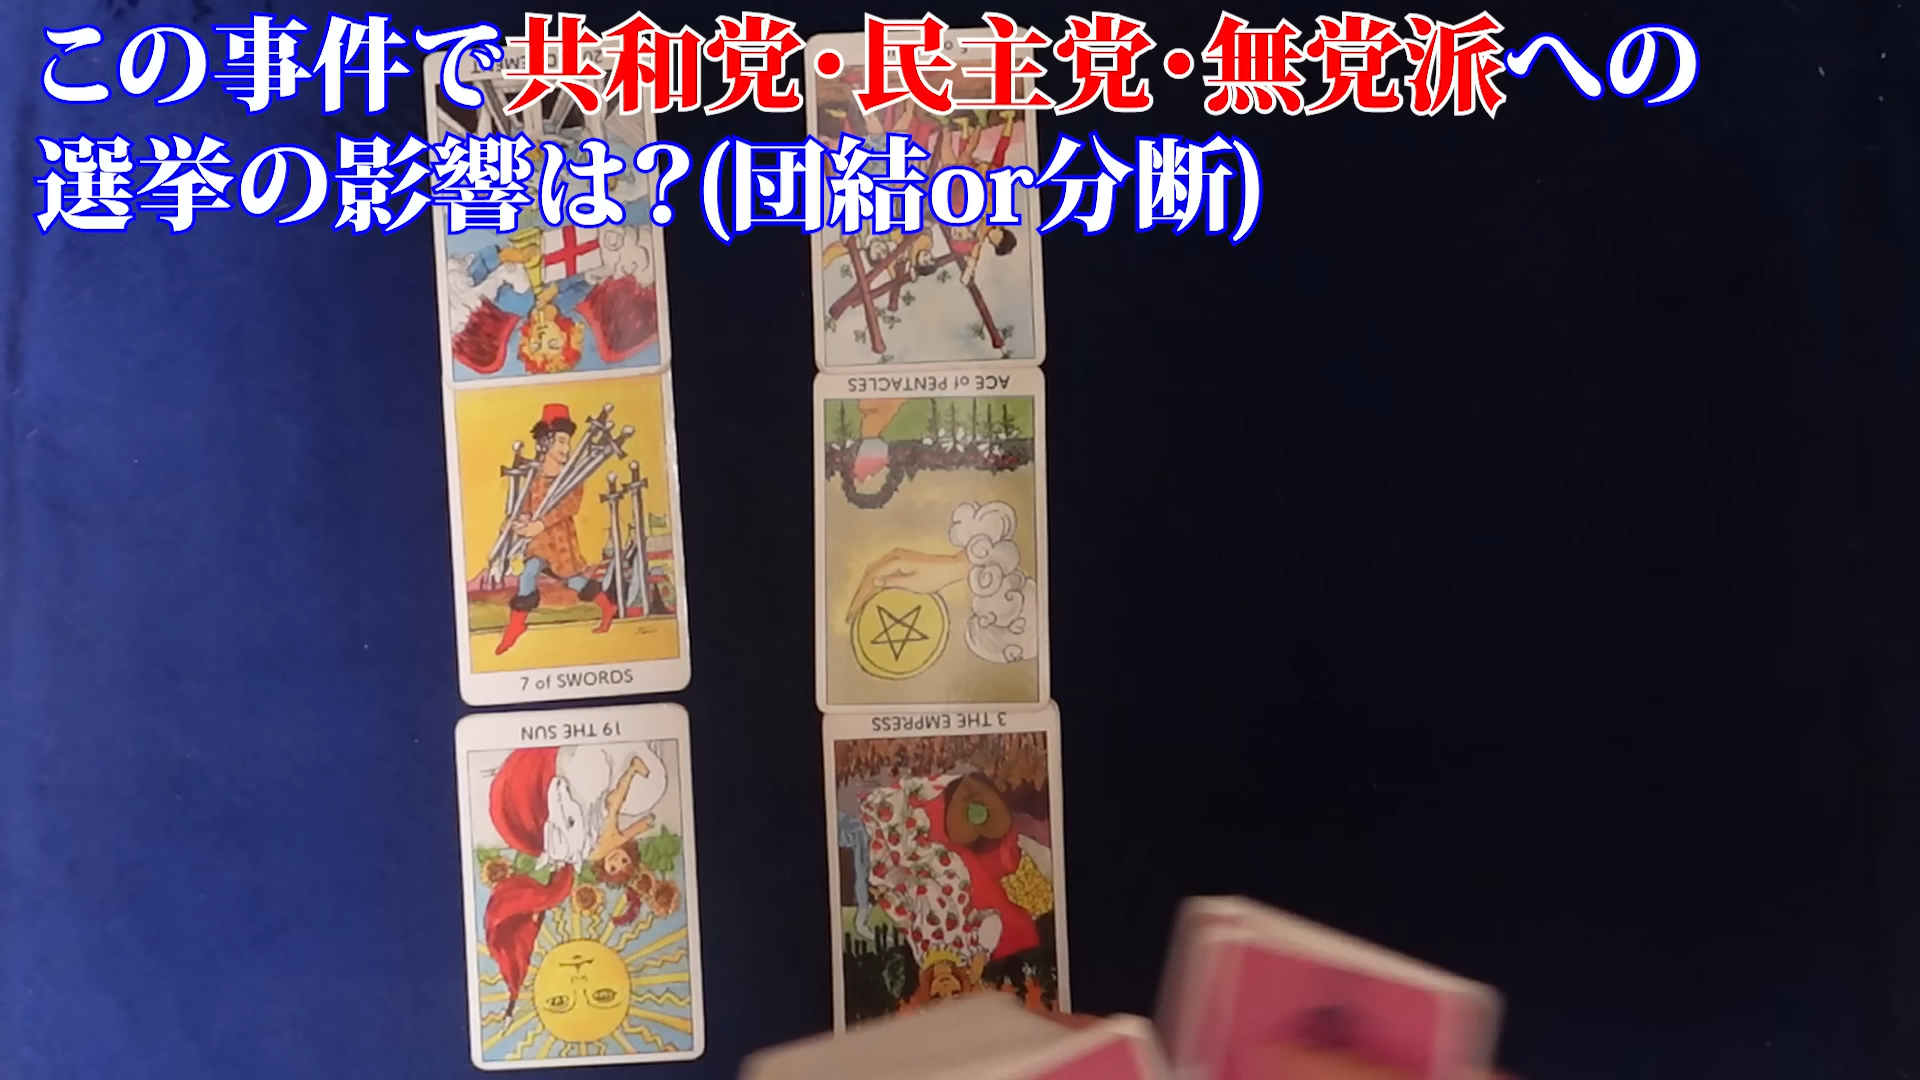 この事件で共和党・民主党・無党派への
選挙の影響は?(団結or分断)
ACE of PENTACLES
7 of SWORDS
19 THE SUN
3 THE EMPRESS